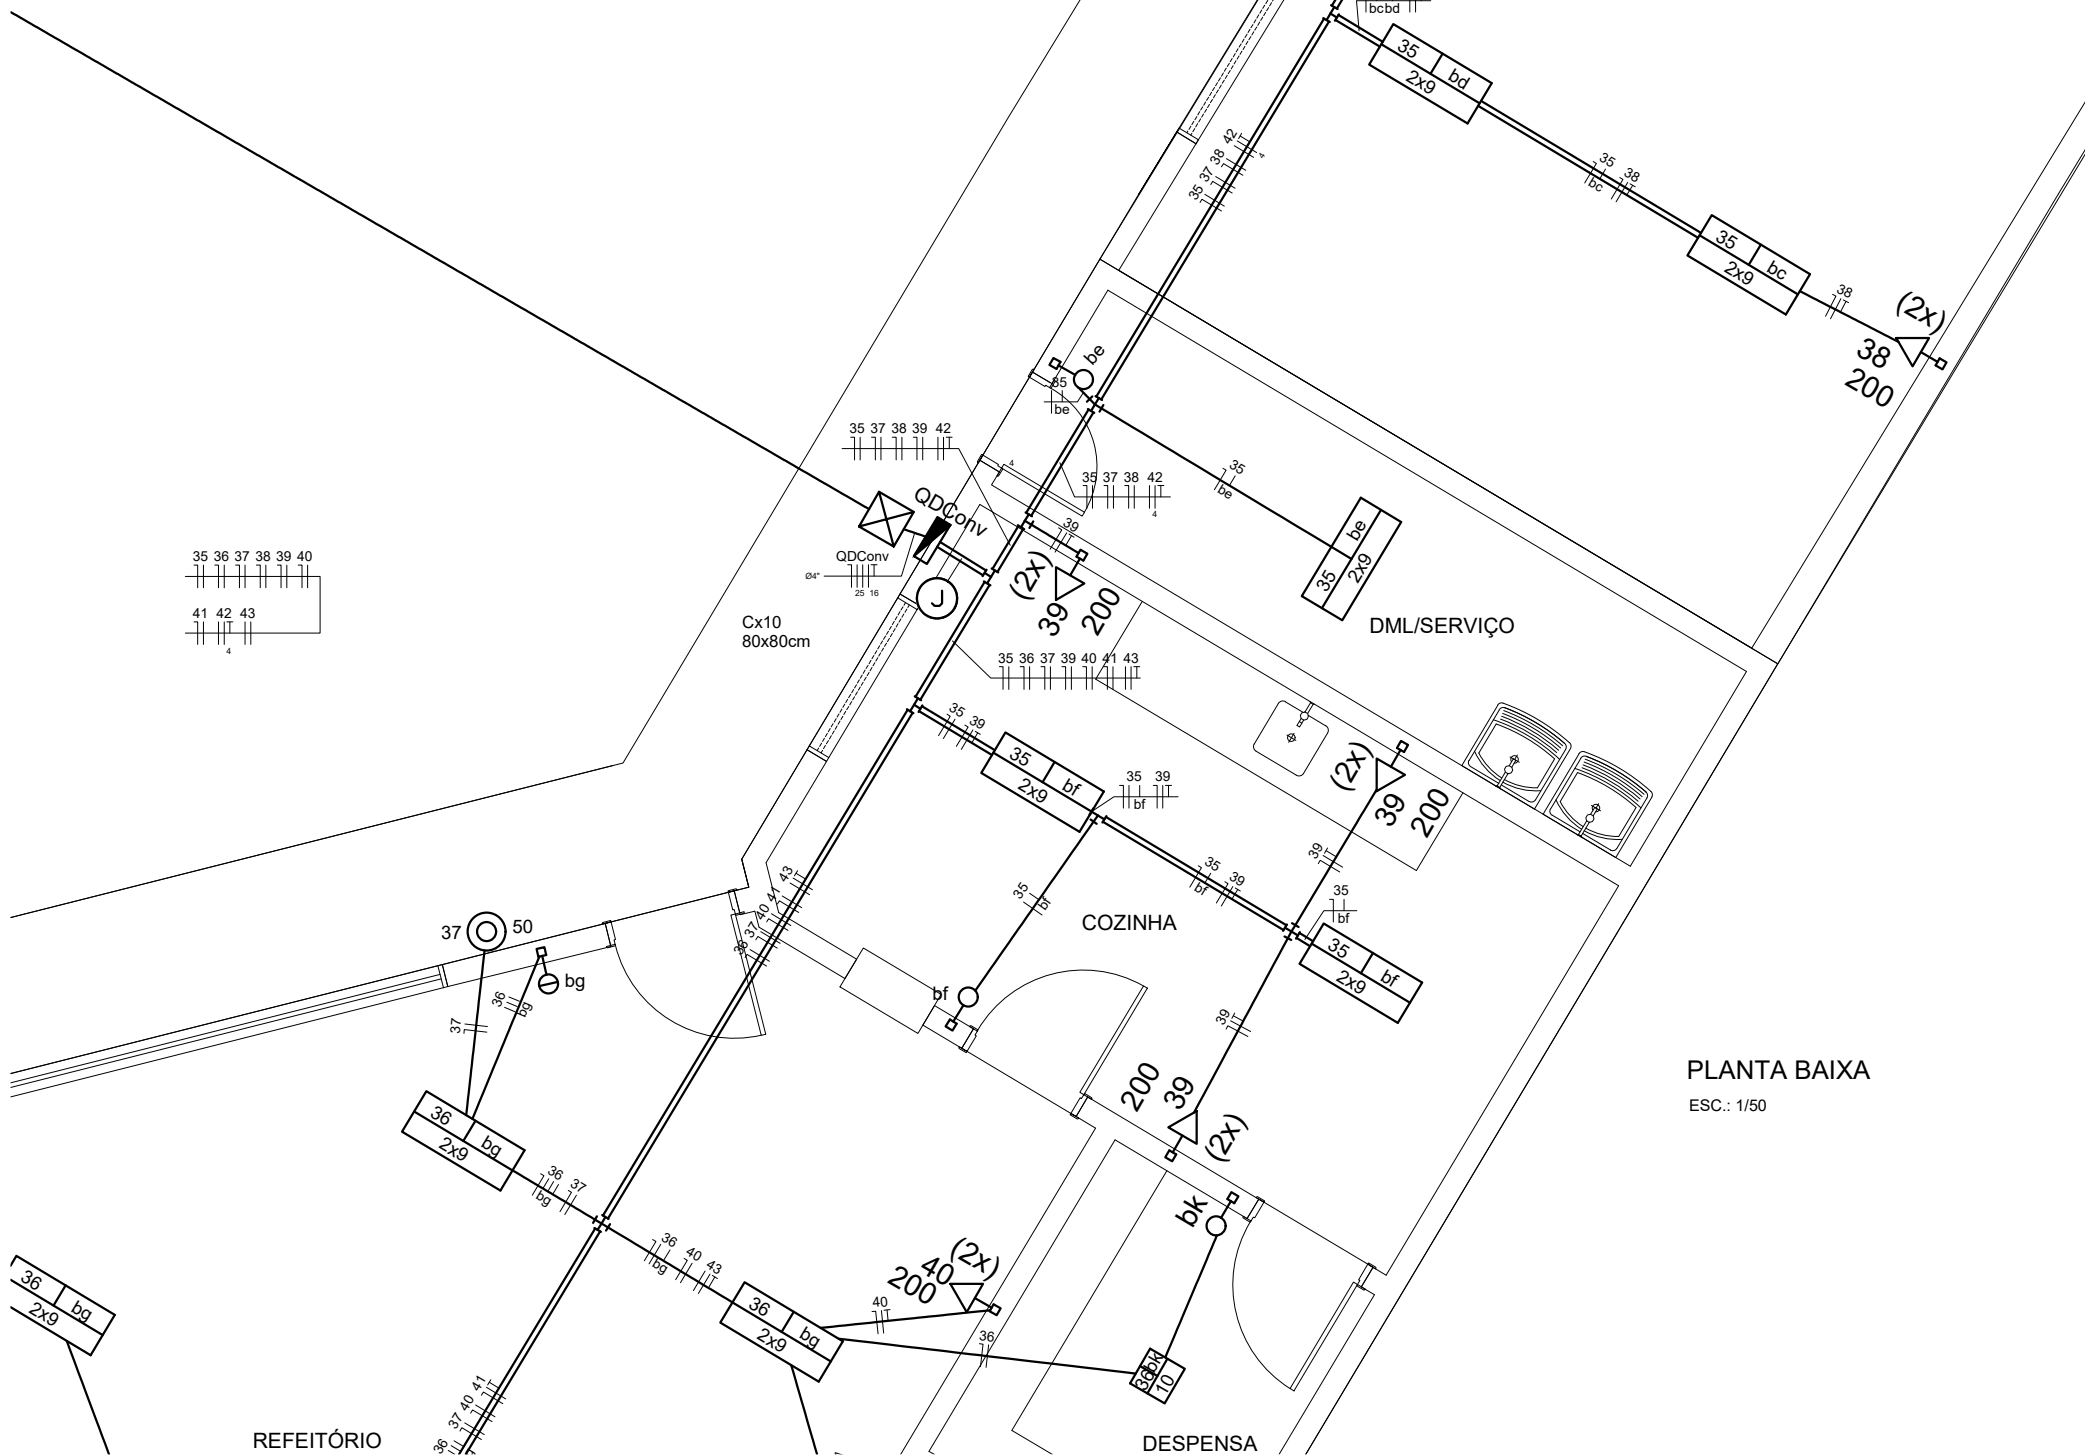 bcbd
35 bd
2x9
42
4
38
37
35
35 38
bc
35 bc
2x9
38
(2x)
38
200
be
35
be
35 37 38 39 42
4
35 37 38 42
4
QDConv
39
35
be
35 be
2x9
35 36 37 38 39 40
41 42 43
4
QDConv
Ø4"
25 16
J
(2x)
39
200
Cx10
80x80cm
DML/SERVIÇO
35 36 37 39 40 41 43
35 39
35 bf
2x9
35 39
bf
(2x)
39
200
39
43
41
40
37
36
35
bf
35 39
bf
35
bf
COZINHA
35 bf
2x9
37 50
bg
36
bg
37
bf
39
200
39
(2x)
PLANTA BAIXA
ESC.: 1/50
36 bg
2x9
36 37
bg
bk
36 40 43
bg
(2x)
40
200
36 bg
2x9
36 bg
2x9
40
36
36 bk
10
41
40
37
36
REFEITÓRIO
DESPENSA